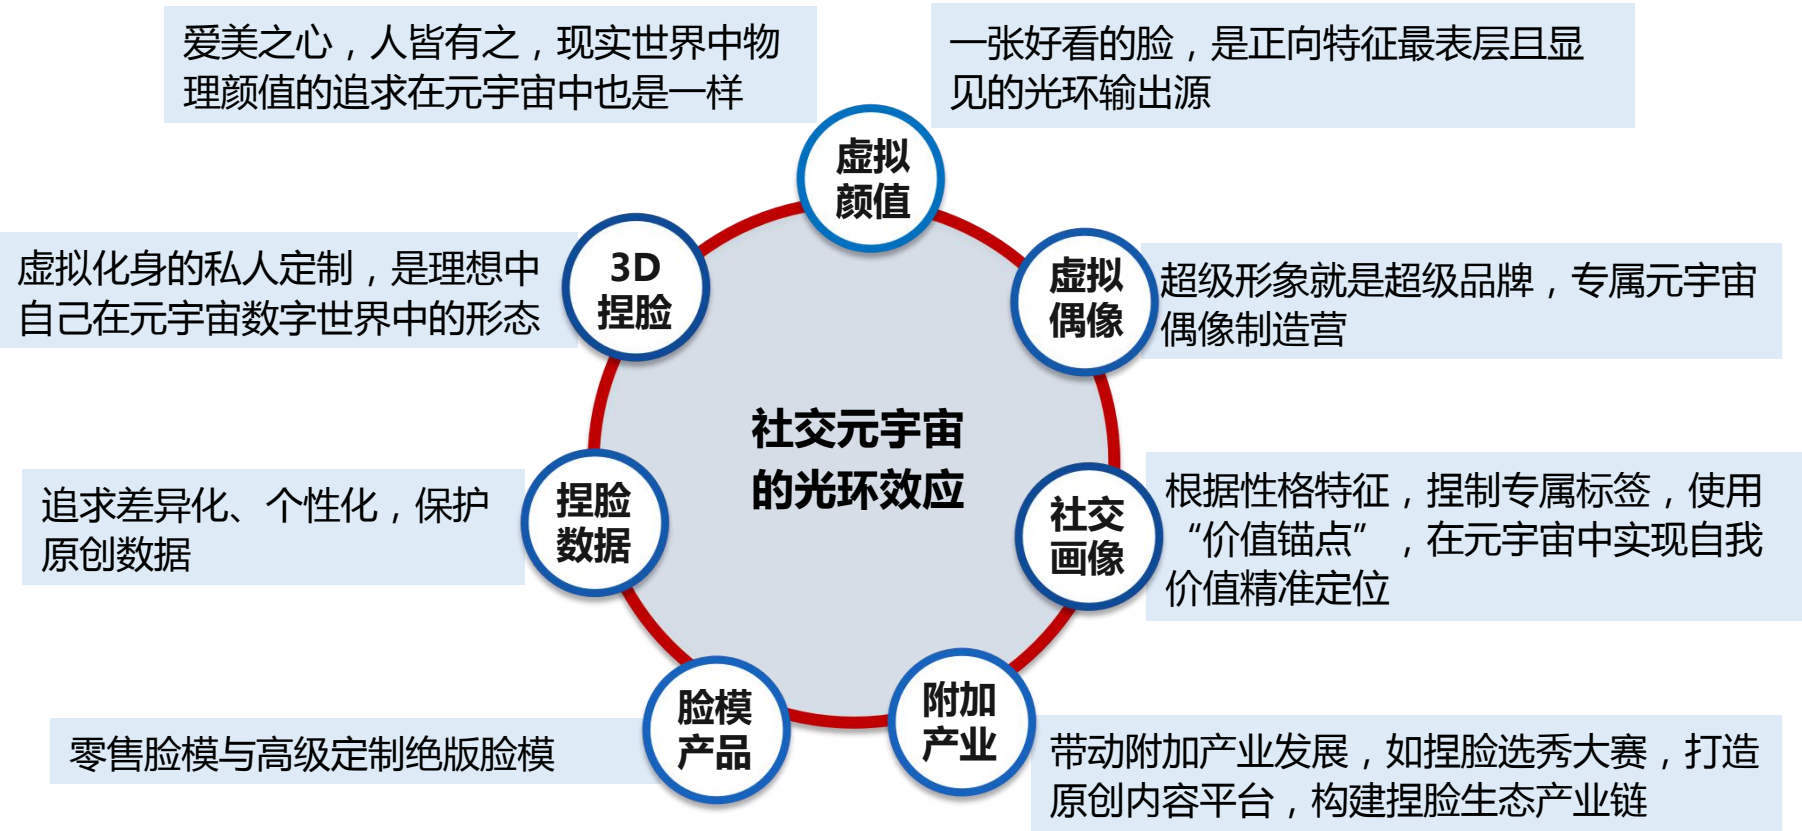 爱美之心，人皆有之，现实世界中物
理颜值的追求在元宇宙中也是一样
一张好看的脸，是正向特征最表层且显
见的光环输出源
虚拟
颜值
3D
捏脸
虚拟化身的私人定制，是理想中
自己在元宇宙数字世界中的形态
虚拟
偶像
超级形象就是超级品牌，专属元宇宙
偶像制造营
社交元宇宙
的光环效应
捏脸
数据
追求差异化、个性化，保护
原创数据
社交
画像
根据性格特征，捏制专属标签，使用
“价值锚点”，在元宇宙中实现自我
价值精准定位
脸模
产品
零售脸模与高级定制绝版脸模
附加
产业
带动附加产业发展，如捏脸选秀大赛，打造
原创内容平台，构建捏脸生态产业链